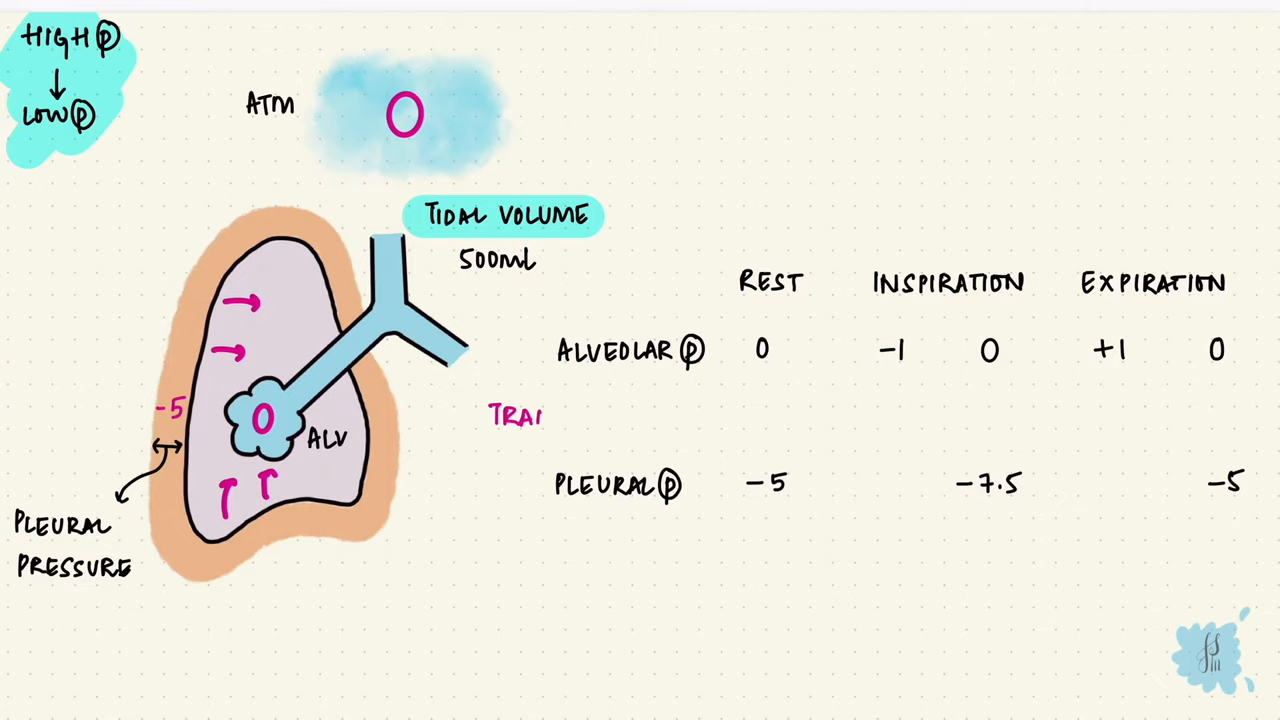 HIGH P
↓
LOW P
ATM
0
TIDAL VOLUME
500ml
REST INSPIRATION EXPIRATION
ALVEOLAR P 0 -1 0 +1 0
-5
0
TRAI
ALV
PLEURAL P -5 -7.5 -5
PLEURAL
PRESSURE